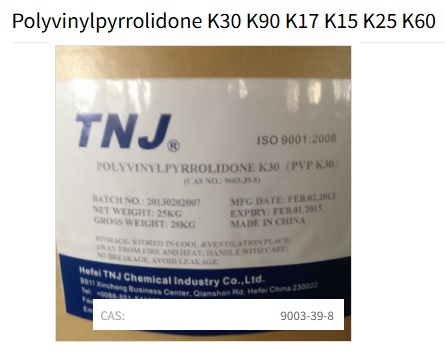 Polyvinylpyrrolidone K30 K90 K17 K15 K25 K60
TNJ®
ISO 9001:2008
POLYVINYLPYRROLIDONE K30 (PVP K30)
(CAS NO.: 9003-39-8)
BATCH NO.: 20130202007
MFG DATE: FEB.02,2013
NET WEIGHT: 25KG
EXPIRY: FEB.01,2015
GROSS WEIGHT: 28KG
MADE IN CHINA
STORAGE: STORED IN COOL &VENTILATION PLACE;
AWAY FROM FIRE AND HEAT; HANDLE WITH CARE;
NO BREAKAGE, AVOID LEAKAGE.
Hefei TNJ Chemical Industry Co.,Ltd.
B911 Xincheng Business Center, Qianshan Rd. Hefei China 230022
Tel:
CAS:
9003-39-8